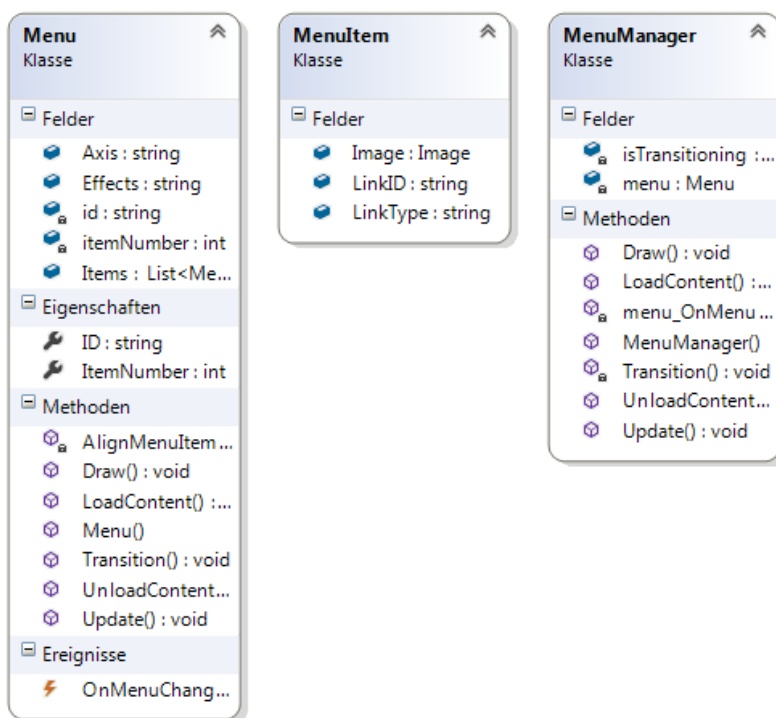 Menu
Klasse
Felder
Axis : string
Effects : string
id : string
itemNumber : int
Items : List<Me...
Eigenschaften
ID : string
ItemNumber : int
Methoden
AlignMenuItem...
Draw() : void
LoadContent() :...
Menu()
Transition() : void
UnloadContent...
Update() : void
Ereignisse
OnMenuChang...
MenuItem
Klasse
Felder
Image : Image
LinkID : string
LinkType : string
MenuManager
Klasse
Felder
isTransitioning :...
menu : Menu
Methoden
Draw() : void
LoadContent() :...
menu_OnMenu...
MenuManager()
Transition() : void
UnloadContent...
Update() : void